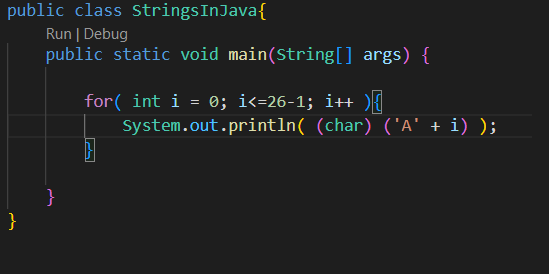 public class StringsInJava{
Run | Debug
public static void main(String[] args) {
for( int i = 0; i<=26-1; i++ ){
System.out.println( (char) ('A' + i) );
}
}
}